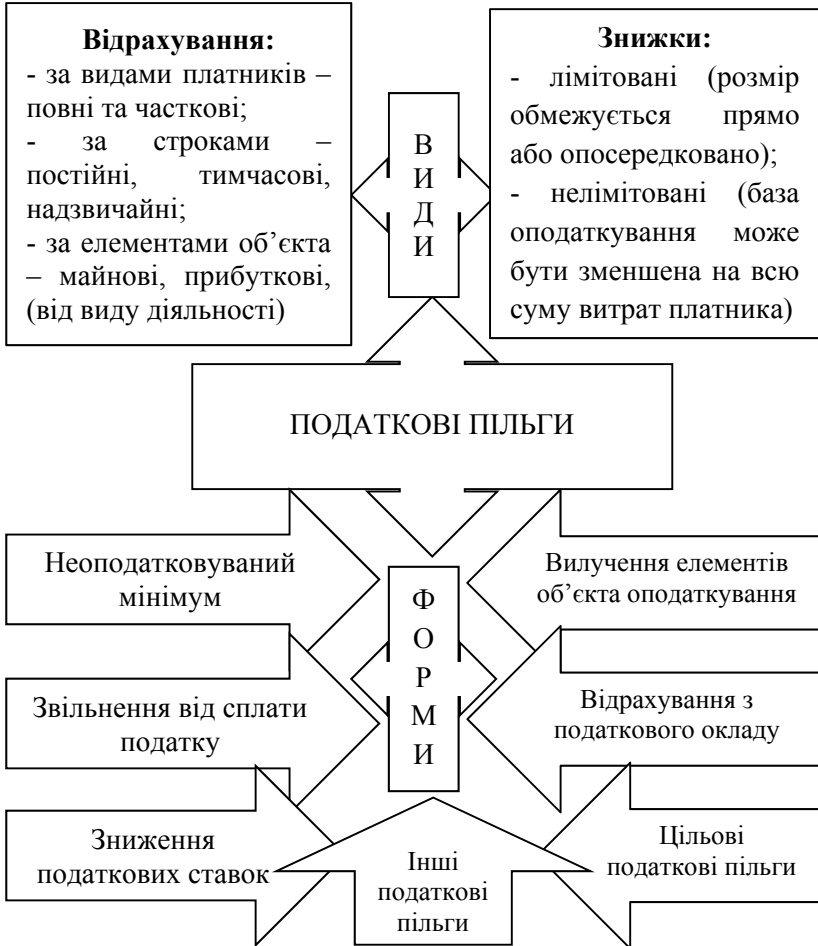 Відрахування:
- за видами платників –
повні та часткові;
- за строками –
постійні, тимчасові,
надзвичайні;
- за елементами об’єкта
– майнові, прибуткові,
(від виду діяльності)
В
И
Д
И
Знижки:
- лімітовані (розмір
обмежується прямо
або опосередковано);
- нелімітовані (база
оподаткування може
бути зменшена на всю
суму витрат платника)
ПОДАТКОВІ ПІЛЬГИ
Неоподатковуваний
мінімум
Звільнення від сплати
податку
Зниження
податкових ставок
Ф
О
Р
М
И
Вилучення елементів
об’єкта оподаткування
Відрахування з
податкового окладу
Цільові
податкові пільги
Інші
податкові
пільги